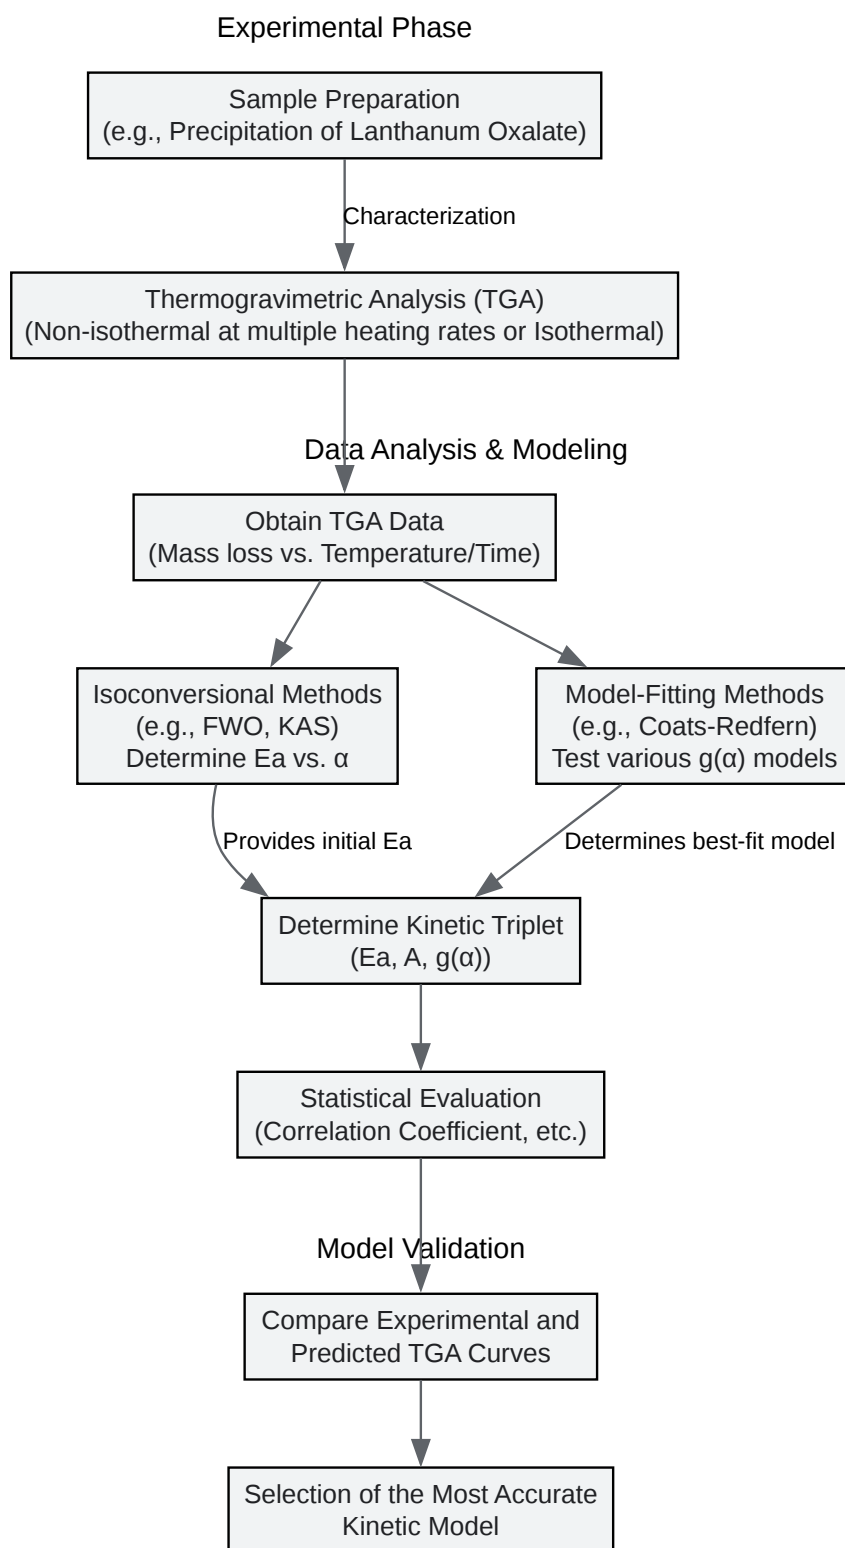 Experimental Phase
Sample Preparation
(e.g., Precipitation of Lanthanum Oxalate)
Characterization
Thermogravimetric Analysis (TGA)
(Non-isothermal at multiple heating rates or Isothermal)
Data Analysis & Modeling
Obtain TGA Data
(Mass loss vs. Temperature/Time)
Isoconversional Methods
(e.g., FWO, KAS)
Determine Ea vs. α
Model-Fitting Methods
(e.g., Coats-Redfern)
Test various g(α) models
Provides initial Ea
Determines best-fit model
Determine Kinetic Triplet
(Ea, A, g(α))
Statistical Evaluation
(Correlation Coefficient, etc.)
Model Validation
Compare Experimental and
Predicted TGA Curves
Selection of the Most Accurate
Kinetic Model